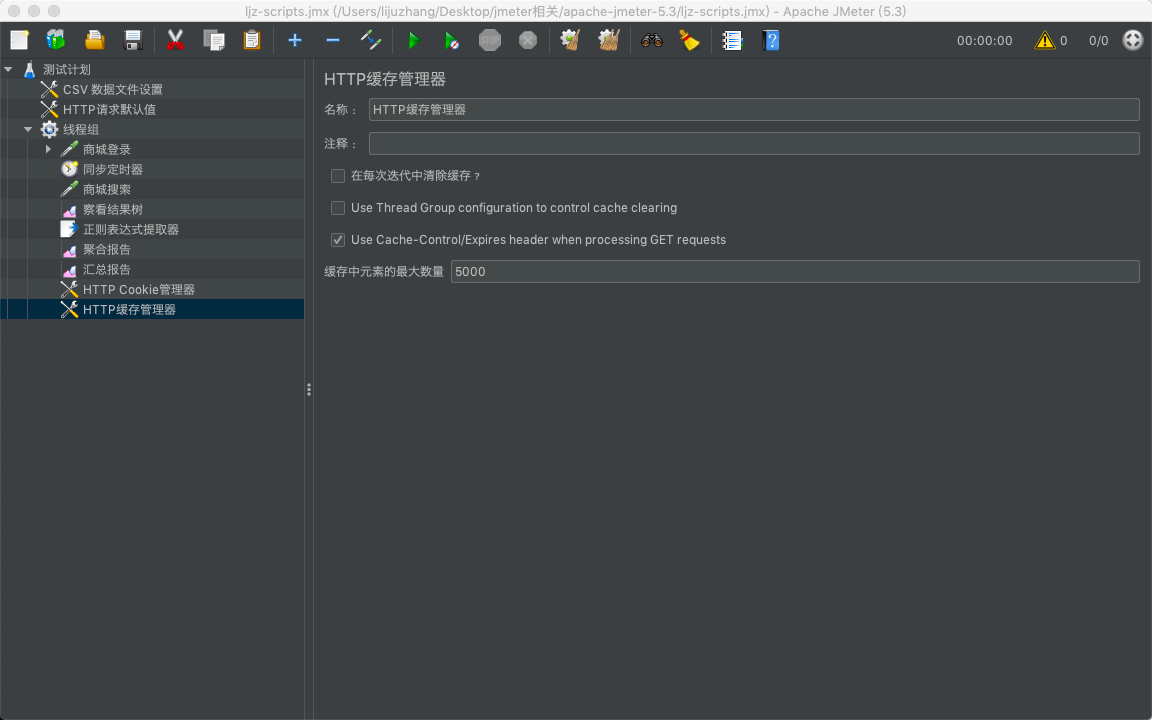 ljz-scripts.jmx (/Users/lijuzhang/Desktop/jmeter相关/apache-jmeter-5.3/ljz-scripts.jmx) - Apache JMeter (5.3)
STOP
00:00:00
0
0/0
?
测试计划
CSV 数据文件设置
HTTP请求默认值
线程组
商城登录
同步定时器
商城搜索
察看结果树
正则表达式提取器
聚合报告
汇总报告
HTTP Cookie管理器
HTTP缓存管理器
HTTP缓存管理器
名称： HTTP缓存管理器
注释：
在每次迭代中清除缓存？
Use Thread Group configuration to control cache clearing
Use Cache-Control/Expires header when processing GET requests
缓存中元素的最大数量 5000